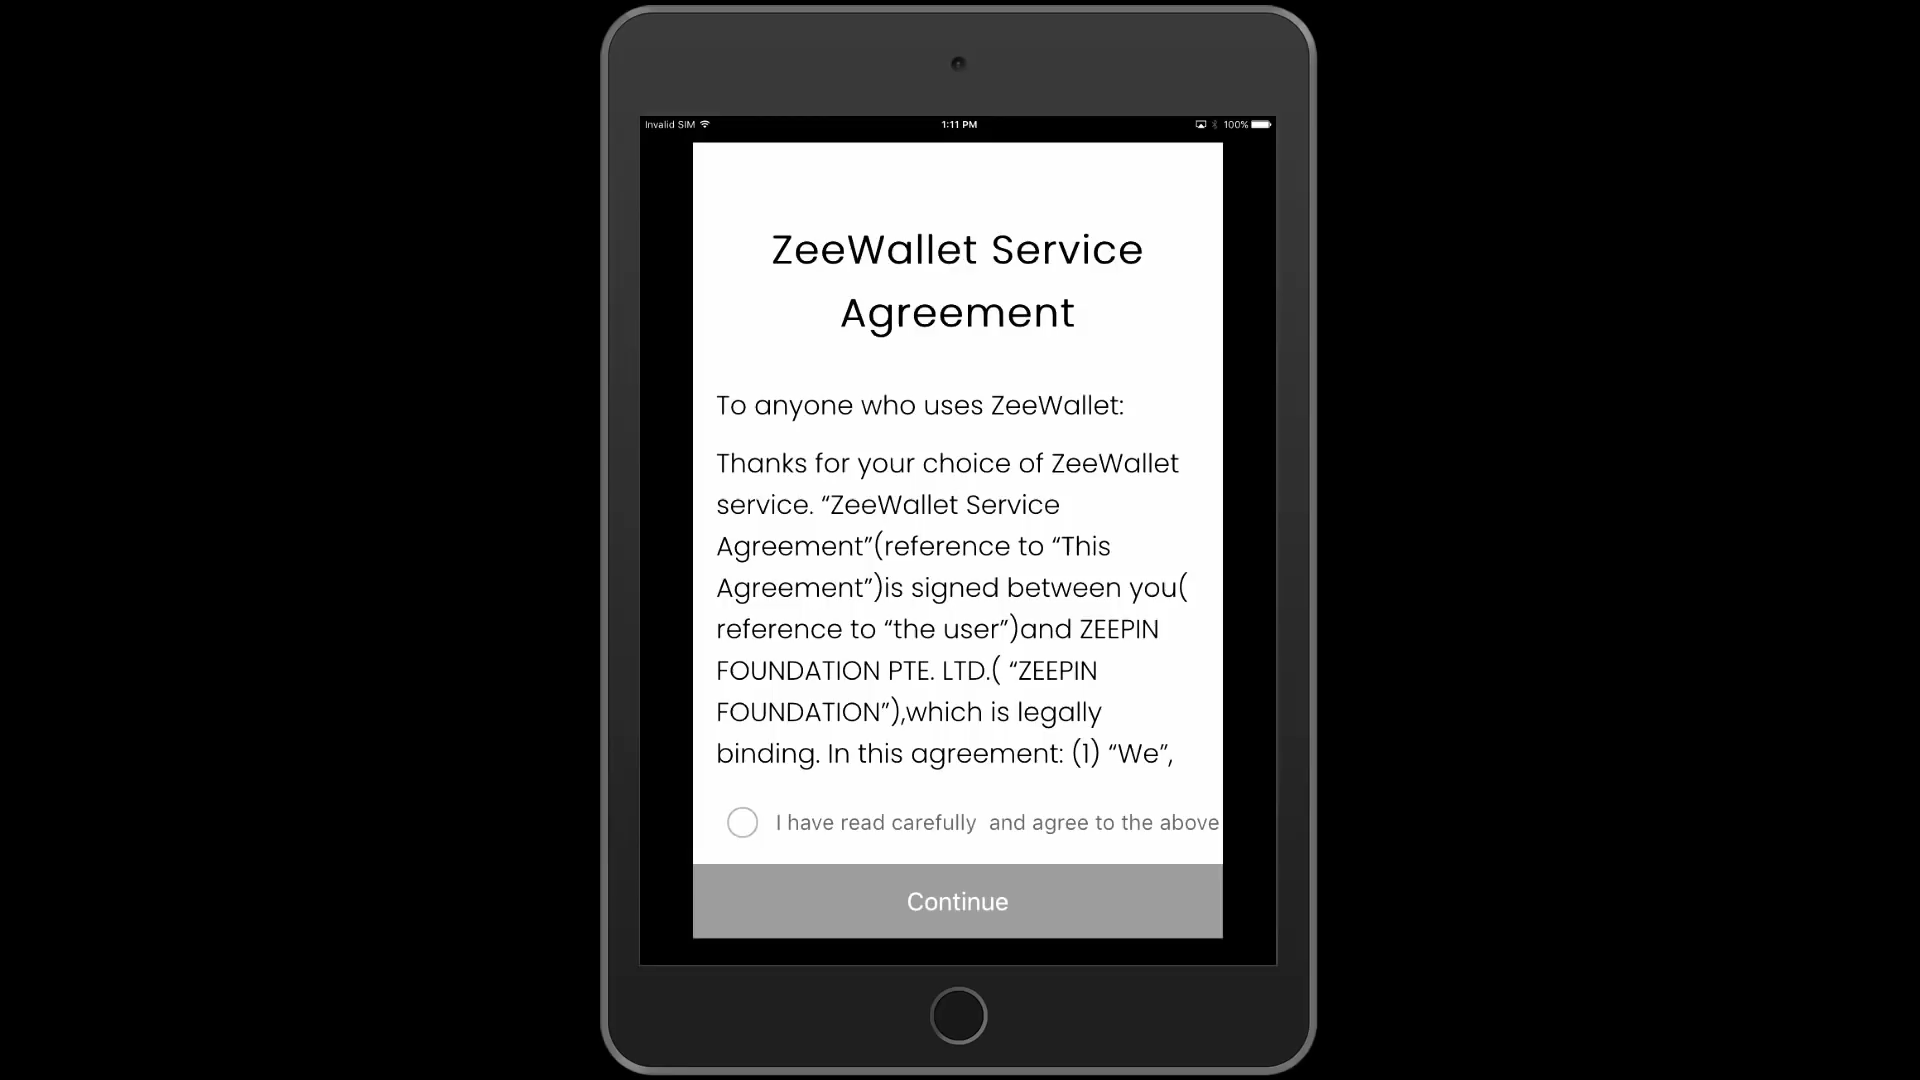 Invalid SIM
1:11 PM
100%
ZeeWallet Service
Agreement
To anyone who uses ZeeWallet:
Thanks for your choice of ZeeWallet
service. “ZeeWallet Service
Agreement”(reference to “This
Agreement”)is signed between you(
reference to “the user”)and ZEEPIN
FOUNDATION PTE. LTD.( “ZEEPIN
FOUNDATION”),which is legally
binding. In this agreement: (1) “We”,
I have read carefully  and agree to the above
Continue